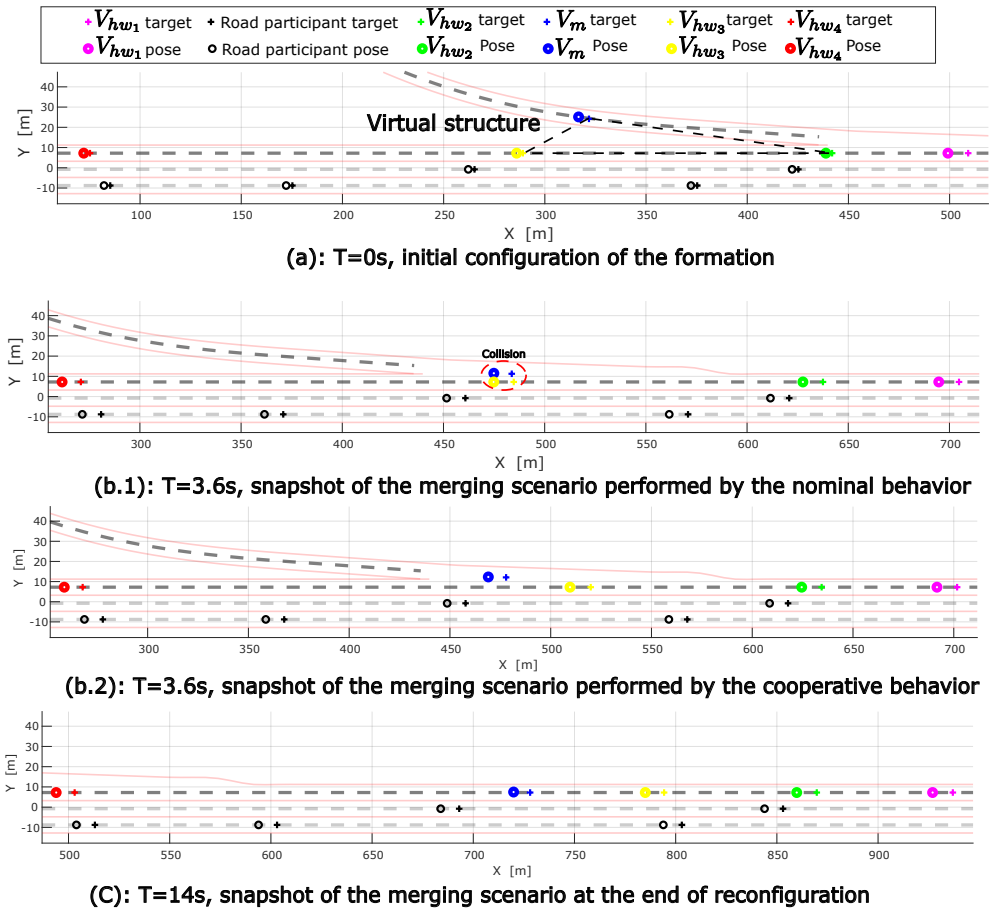 V_hw1 target Road participant target V_hw2 target V_m target V_hw3 target V_hw4 target
V_hw1 pose Road participant pose V_hw2 Pose V_m Pose V_hw3 Pose V_hw4 Pose
Virtual structure
Y [m]
40
30
20
10
0
-10
100 150 200 250 300 350 400 450 500
X [m]
(a): T=0s, initial configuration of the formation
Collision
Y [m]
40
30
20
10
0
-10
300 350 400 450 500 550 600 650 700
X [m]
(b.1): T=3.6s, snapshot of the merging scenario performed by the nominal behavior
Y [m]
40
30
20
10
0
-10
300 350 400 450 500 550 600 650 700
X [m]
(b.2): T=3.6s, snapshot of the merging scenario performed by the cooperative behavior
Y [m]
40
30
20
10
0
-10
500 550 600 650 700 750 800 850 900
X [m]
(C): T=14s, snapshot of the merging scenario at the end of reconfiguration